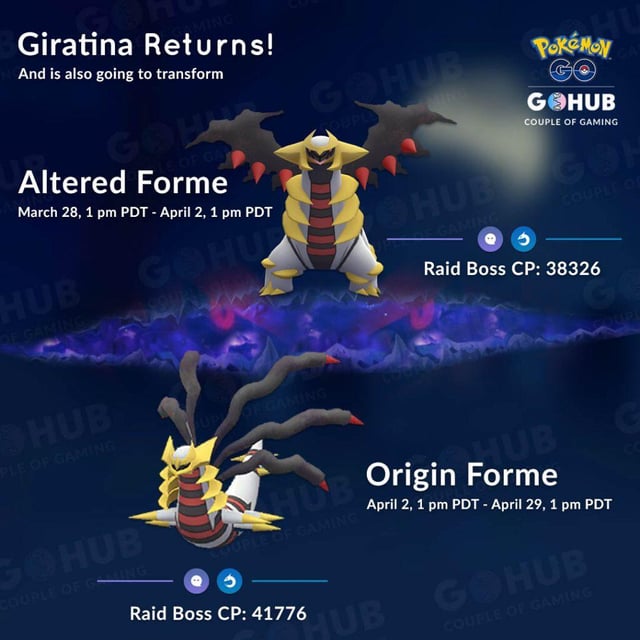 Giratina Returns!
And is also going to transform
POKéMON
GO
GOHUB
COUPLE OF GAMING
Altered Forme
March 28, 1 pm PDT - April 2, 1 pm PDT
Raid Boss CP: 38326
Origin Forme
April 2, 1 pm PDT - April 29, 1 pm PDT
Raid Boss CP: 41776